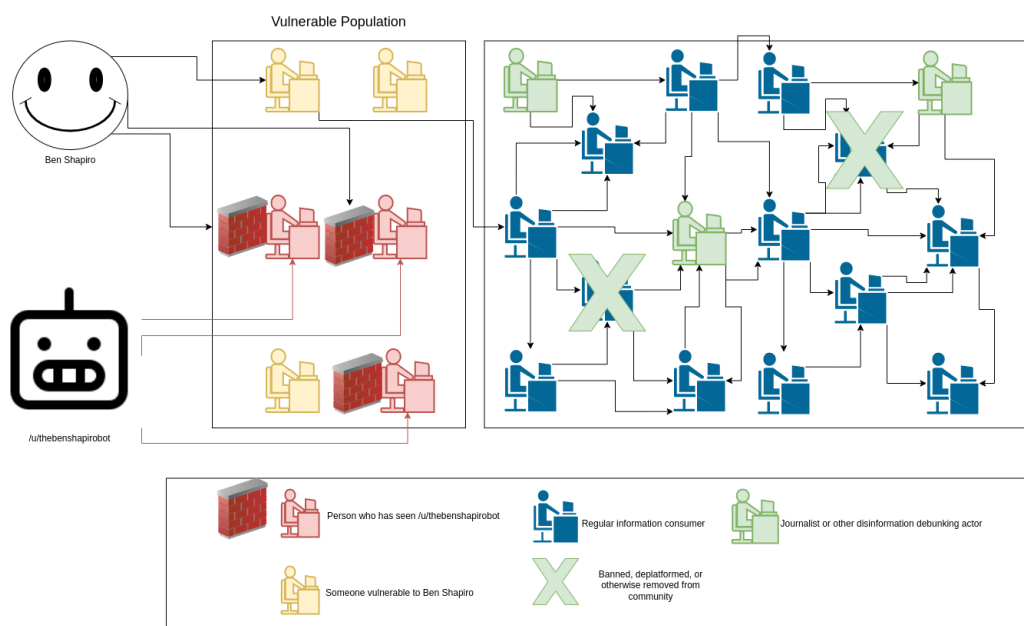 Vulnerable Population
Ben Shapiro
/u/thebenshapirobot
Person who has seen /u/thebenshapirobot
Regular information consumer
Journalist or other disinformation debunking actor
Someone vulnerable to Ben Shapiro
Banned, deplatformed, or
otherwise removed from
community